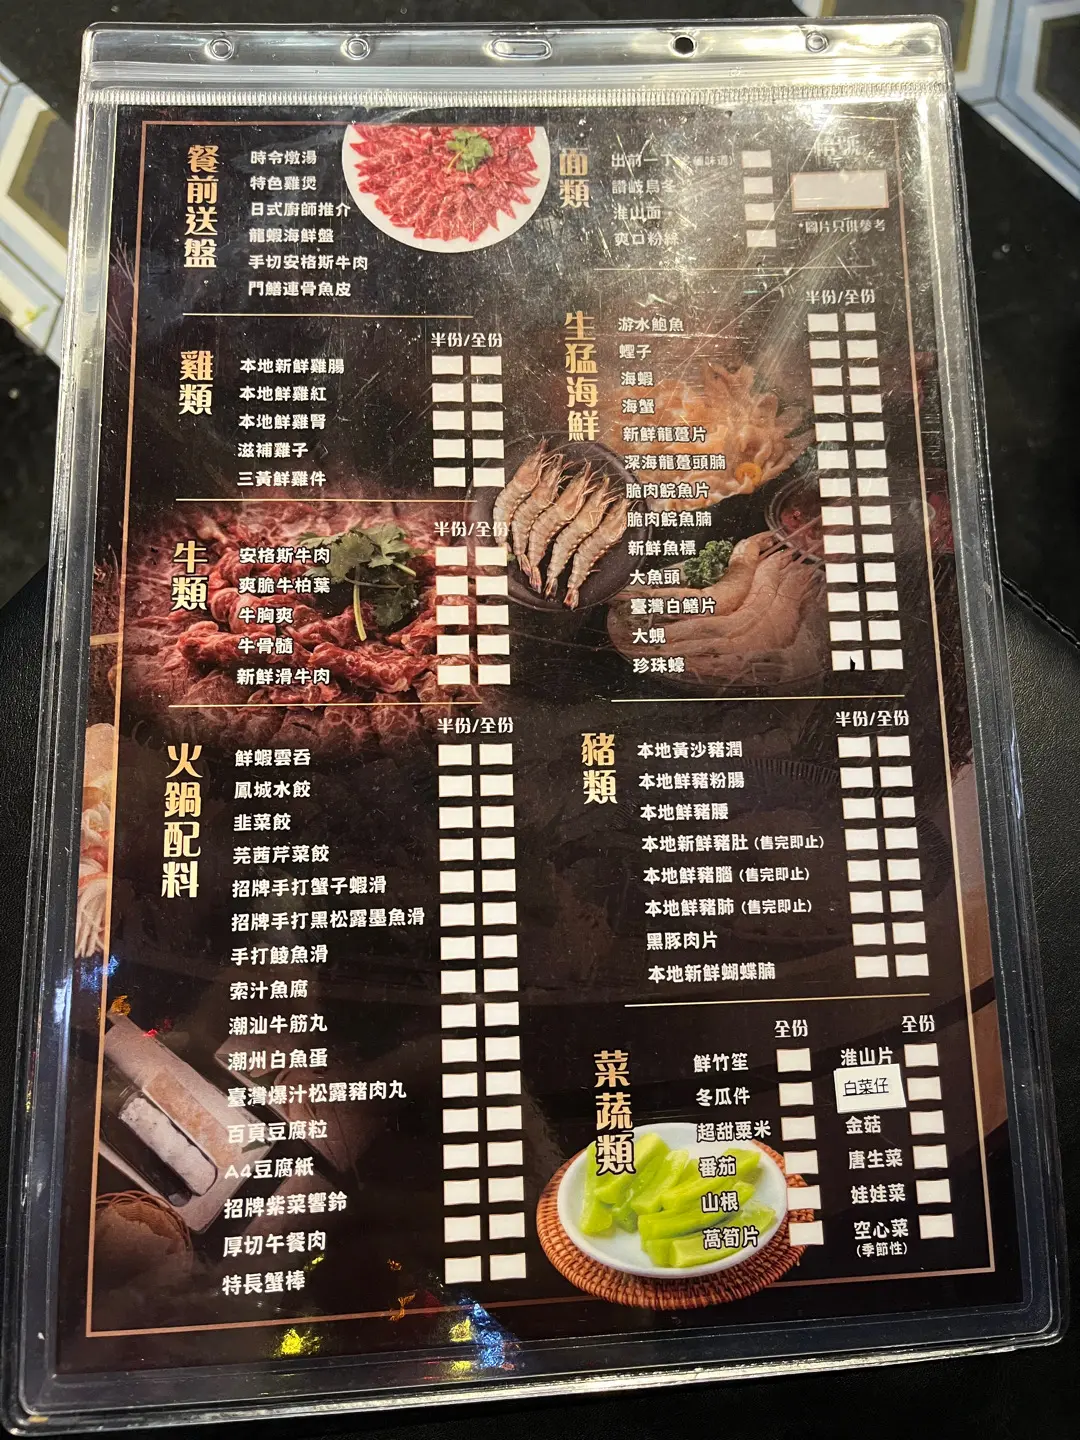 餐前送盤
時令燉湯
特色雞煲
日式廚師推介
龍蝦海鮮盤
手切安格斯牛肉
門鱔連骨魚皮
雞類
半份/全份
本地新鮮雞腸
本地鮮雞紅
本地鮮雞腎
滋補雞子
三黃鮮雞件
牛類
半份/全份
安格斯牛肉
爽脆牛柏葉
牛胸爽
牛骨髓
新鮮滑牛肉
火鍋配料
半份/全份
鮮蝦雲吞
鳳城水餃
韭菜餃
芫茜芹菜餃
招牌手打蟹子蝦滑
招牌手打黑松露墨魚滑
手打鯪魚滑
索汁魚腐
潮汕牛筋丸
潮州白魚蛋
臺灣爆汁松露豬肉丸
百頁豆腐粒
A4豆腐紙
招牌紫菜響鈴
厚切午餐肉
特長蟹棒
面類
出前一丁
讚岐烏冬
淮山面
爽口粉絲
*圖片只供參考
生猛海鮮
半份/全份
游水鮑魚
蟶子
海蝦
海蟹
新鮮龍躉片
深海龍躉頭腩
脆肉鯇魚片
脆肉鯇魚腩
新鮮魚標
大魚頭
臺灣白鱔片
大蜆
珍珠蠔
豬類
半份/全份
本地黃沙豬潤
本地鮮豬粉腸
本地鮮豬腰
本地新鮮豬肚(售完即止)
本地鮮豬腦(售完即止)
本地鮮豬肺(售完即止)
黑豚肉片
本地新鮮蝴蝶腩
菜蔬類
全份
鮮竹笙
冬瓜件
超甜粟米
番茄
山根
萵筍片
全份
淮山片
白菜仔
金菇
唐生菜
娃娃菜
空心菜
(季節性)